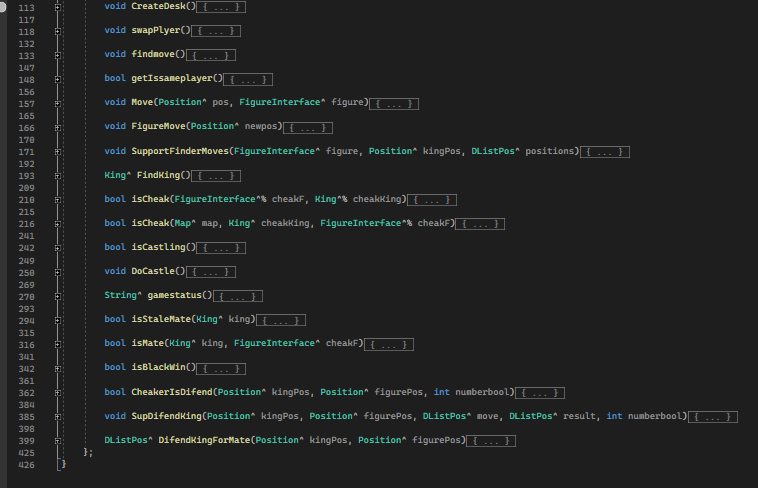 113 void CreateDesk(){ ... }
117
118 void swapPlyer(){ ... }
132
133 void findmove(){ ... }
147
148 bool getIssameplayer(){ ... }
156
157 void Move(Position^ pos, FigureInterface^ figure){ ... }
165
166 void FigureMove(Position^ newpos){ ... }
170
171 void SupportFinderMoves(FigureInterface^ figure, Position^ kingPos, DListPos^ positions){ ... }
192
193 King^ FindKing(){ ... }
209
210 bool isCheak(FigureInterface^% cheakF, King^% cheakKing){ ... }
215
216 bool isCheak(Map^ map, King^ cheakKing, FigureInterface^% cheakF){ ... }
241
242 bool isCastling(){ ... }
249
250 void DoCastle(){ ... }
269
270 String^ gamestatus(){ ... }
293
294 bool isStaleMate(King^ king){ ... }
315
316 bool isMate(King^ king, FigureInterface^ cheakF){ ... }
341
342 bool isBlackWin(){ ... }
361
362 bool CheakerIsDifend(Position^ kingPos, Position^ figurePos, int numberbool){ ... }
384
385 void SupDifendKing(Position^ kingPos, Position^ figurePos, DListPos^ move, DListPos^ result, int numberbool){ ... }
398
399 DListPos^ DifendKingForMate(Position^ kingPos, Position^ figurePos){ ... }
425 };
426 }